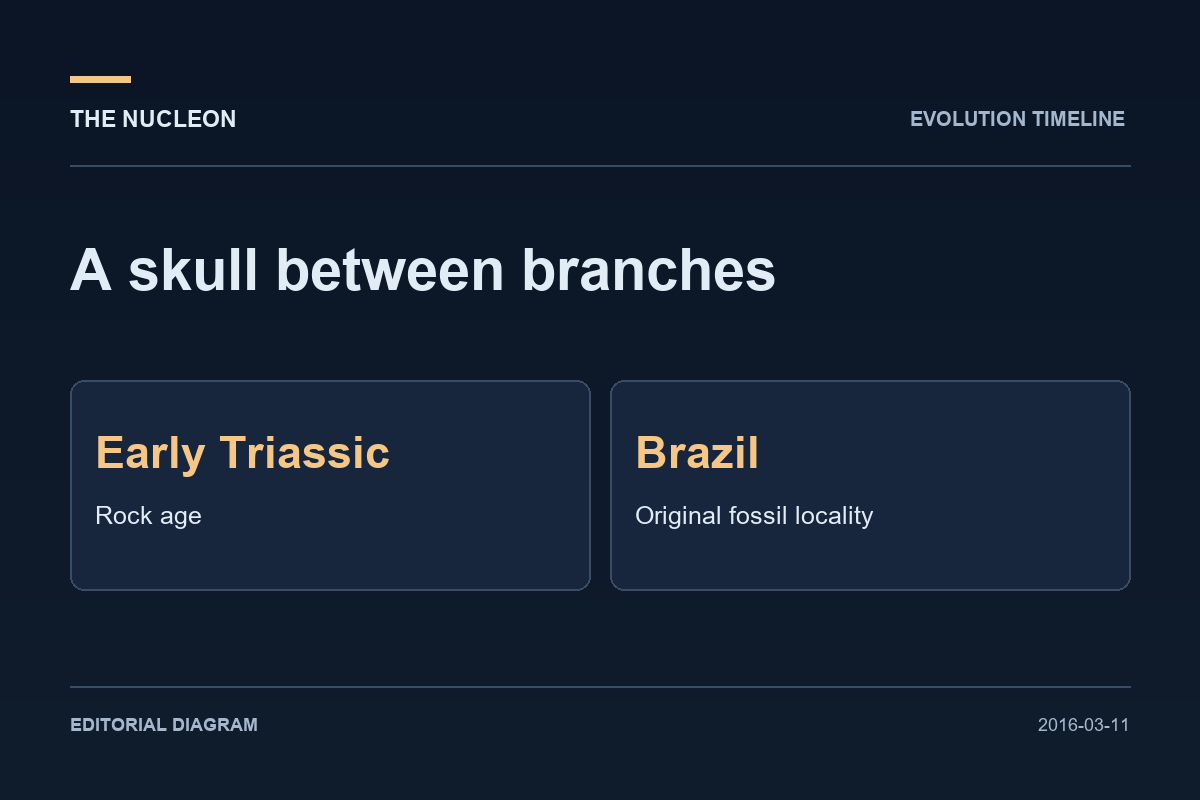 THE NUCLEON
EVOLUTION TIMELINE
A skull between branches
Early Triassic
Rock age
Brazil
Original fossil locality
EDITORIAL DIAGRAM
2016-03-11